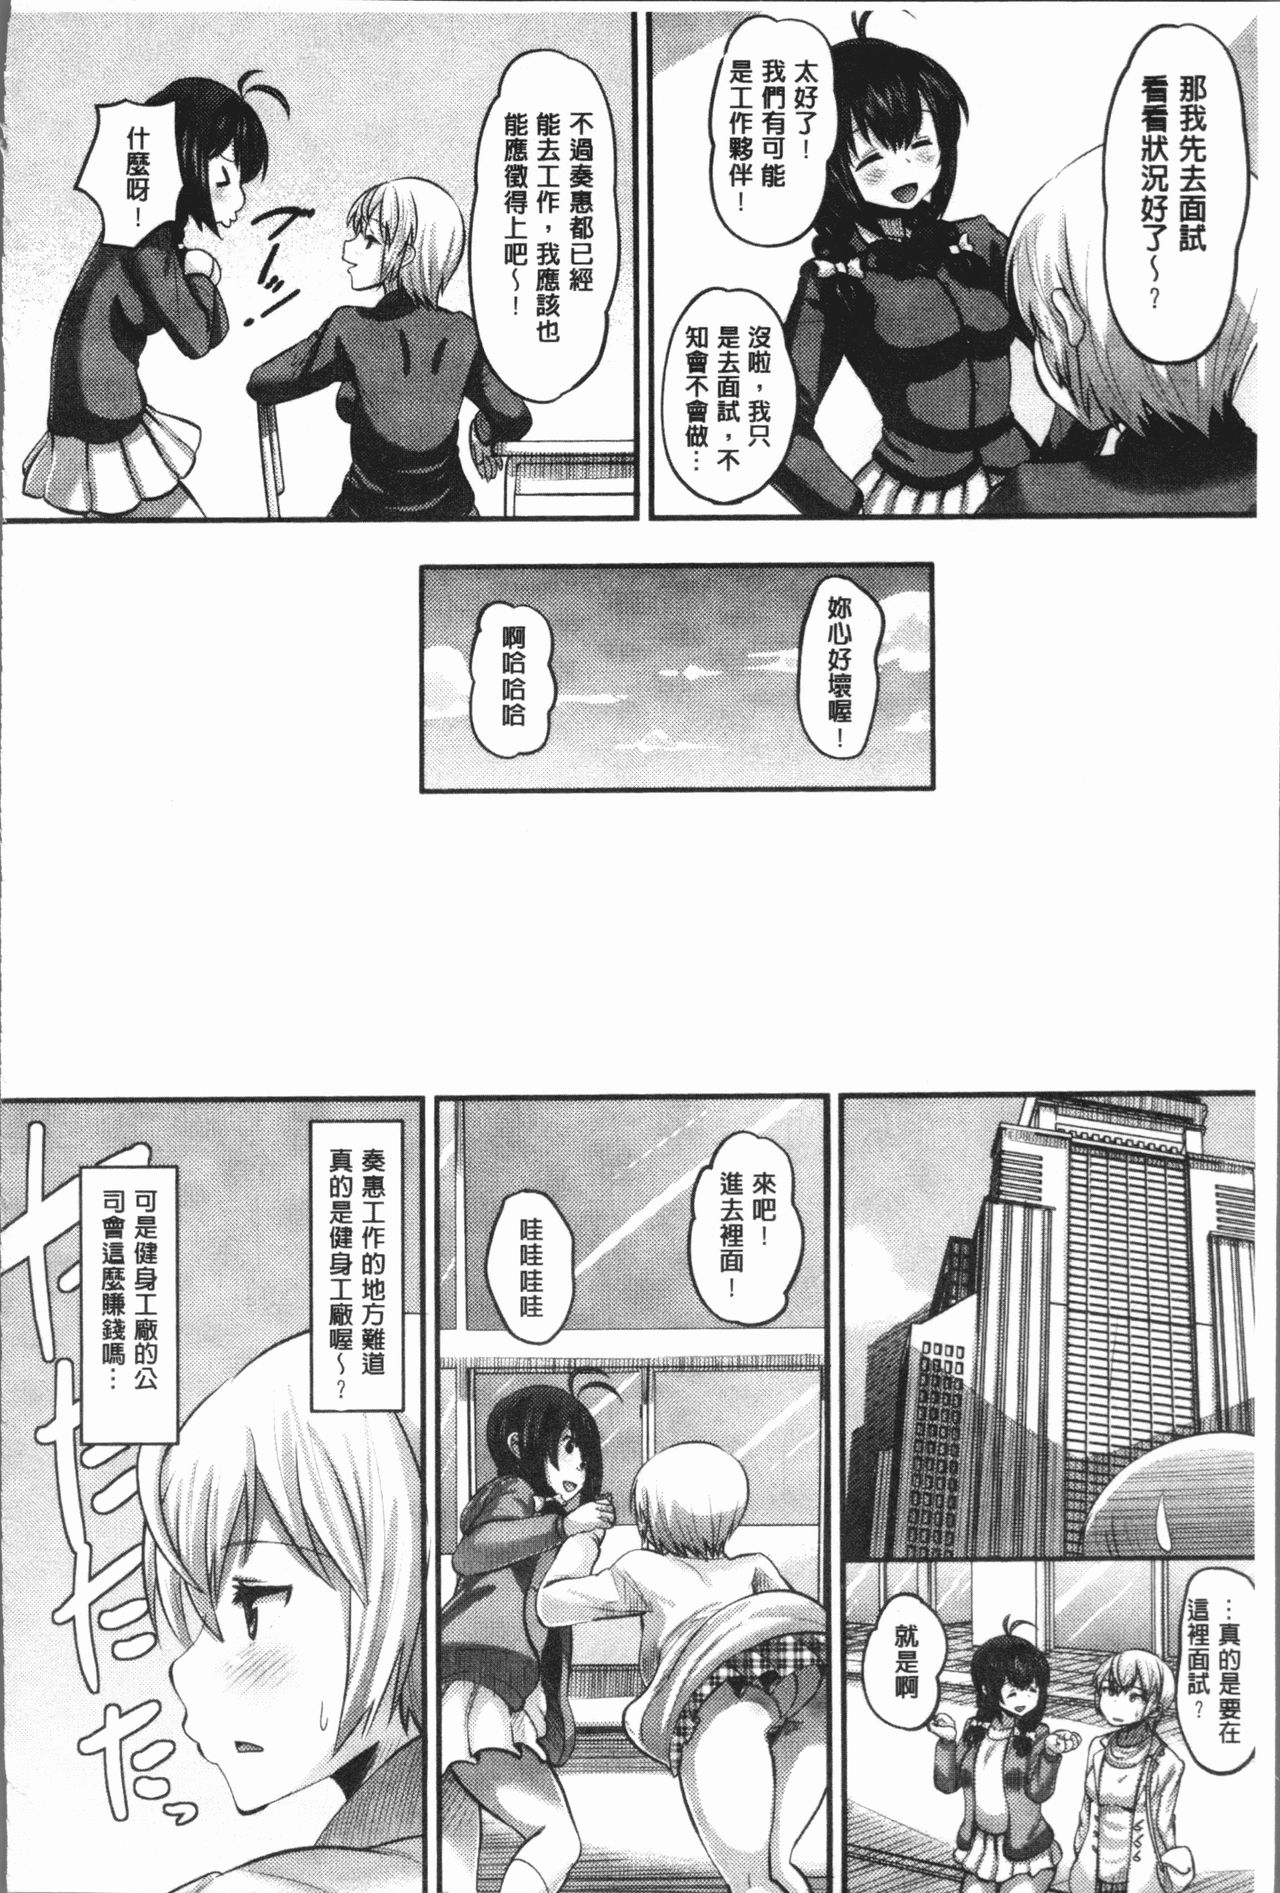 那我先去面試
看看狀況好了～?
太好了!
我們有可能
是工作夥伴!
沒啦，我只
是去面試，不
知會不會做…
不過奏惠都已經
能去工作，我應該也
能應徵得上吧～!
什麼呀!
プ
妳心好壞喔!
啊哈哈哈
…真的是要在
這裡面試?
就是啊
來吧!
進去裡面!
哇哇哇哇
奏惠工作的地方難道
真的是健身工廠喔～?
可是健身工廠的公
司會這麼賺錢嗎…